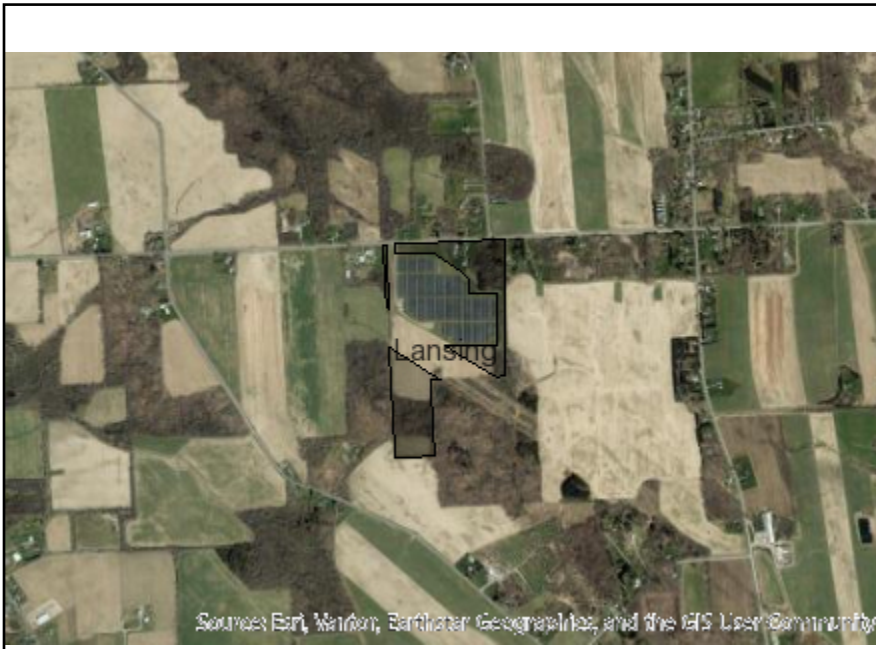 Lansing
Source: Esri, Maxar, Earthstar Geographics, and the GIS User Community